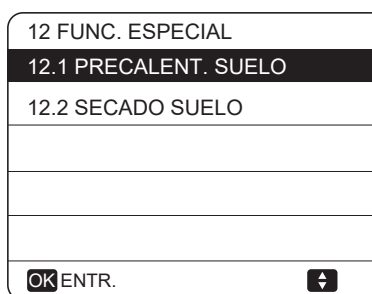 12 FUNC. ESPECIAL
12.1 PRECALENT. SUELO
12.2 SECADO SUELO
OK ENTR.